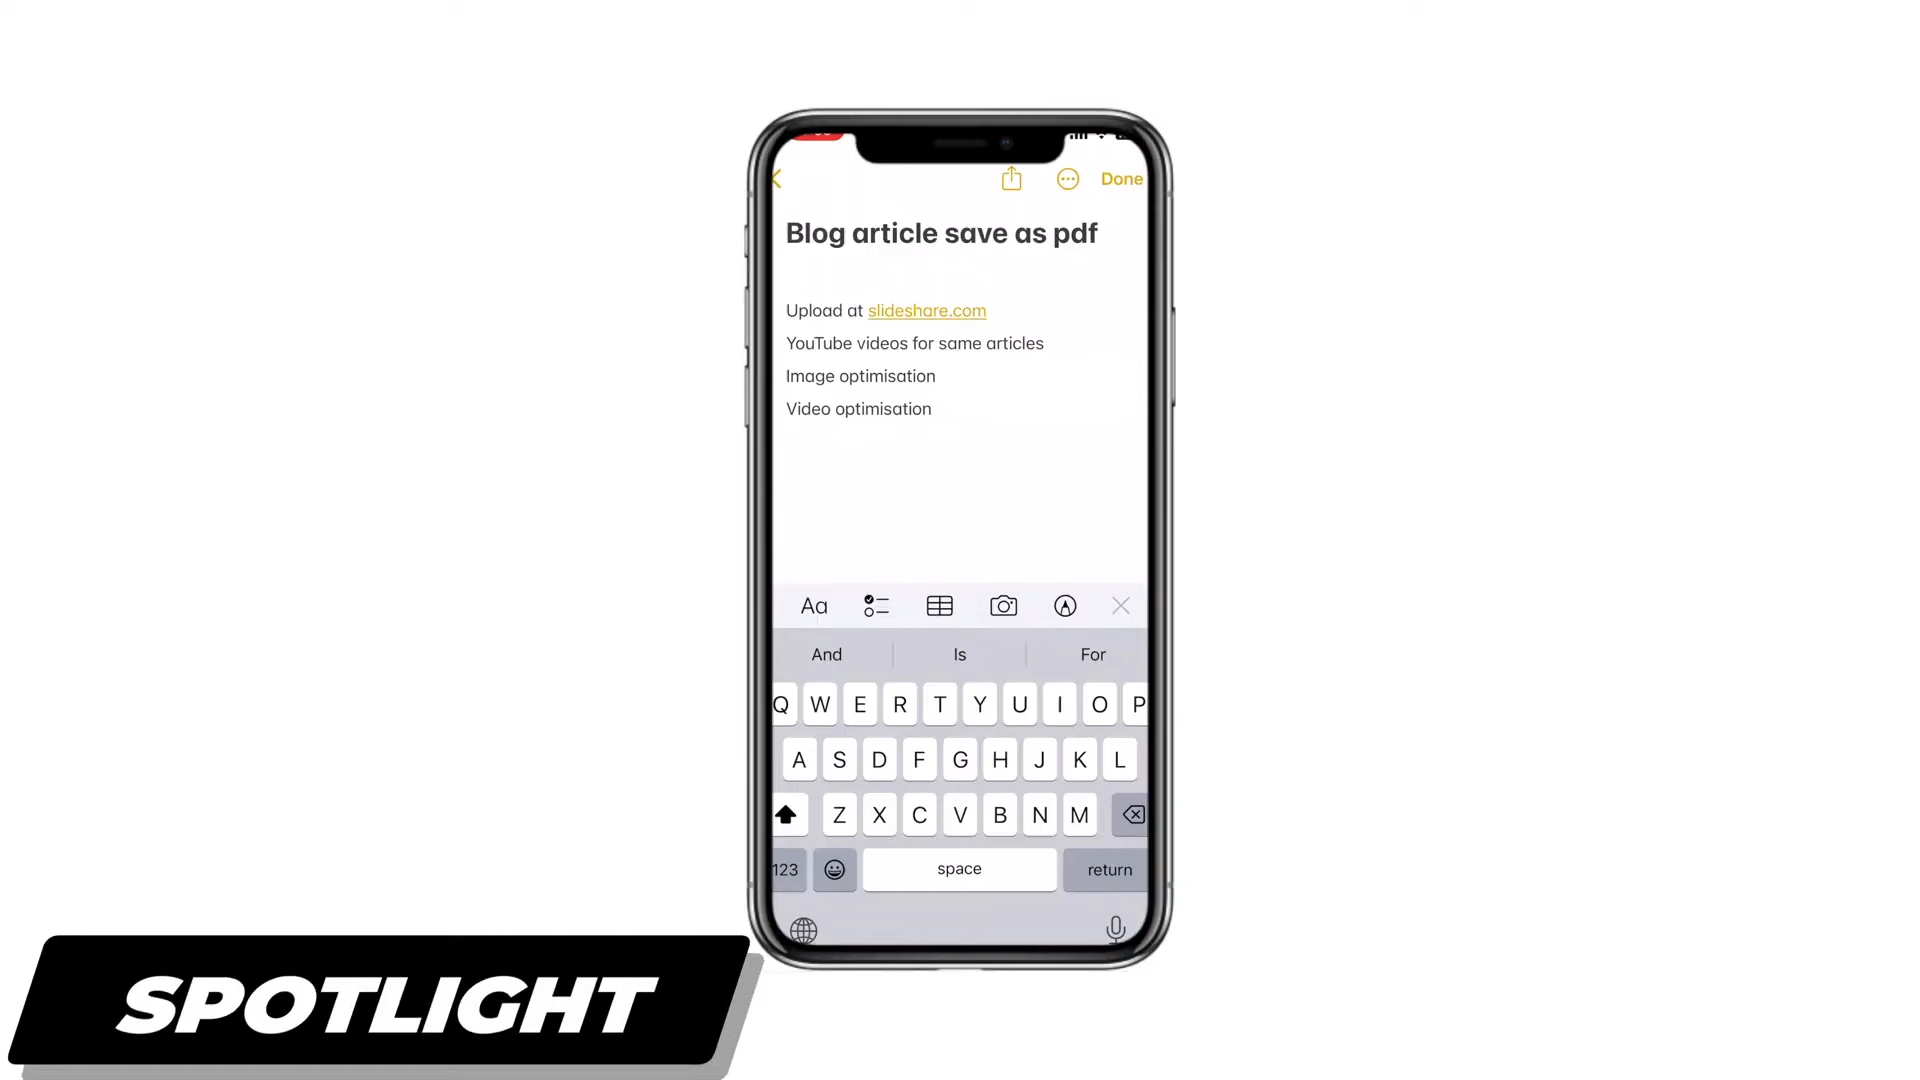 Done
Blog article save as pdf
Upload at slideshare.com
YouTube videos for same articles
Image optimisation
Video optimisation
Aa
And Is For
Q W E R T Y U I O P
A S D F G H J K L
Z X C V B N M
123 space return
SPOTLIGHT